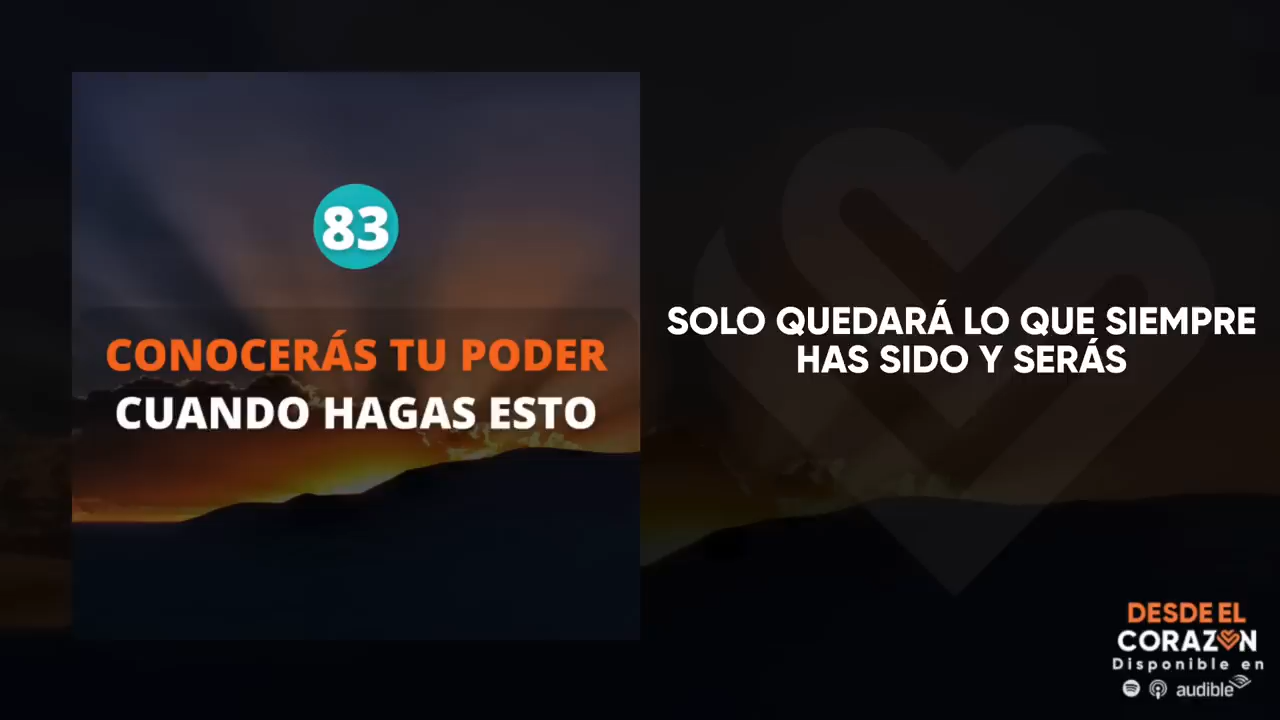 83
CONOCERÁS TU PODER
CUANDO HAGAS ESTO
SOLO QUEDARÁ LO QUE SIEMPRE
HAS SIDO Y SERÁS
DESDE EL
CORAZON
Disponible en
audible